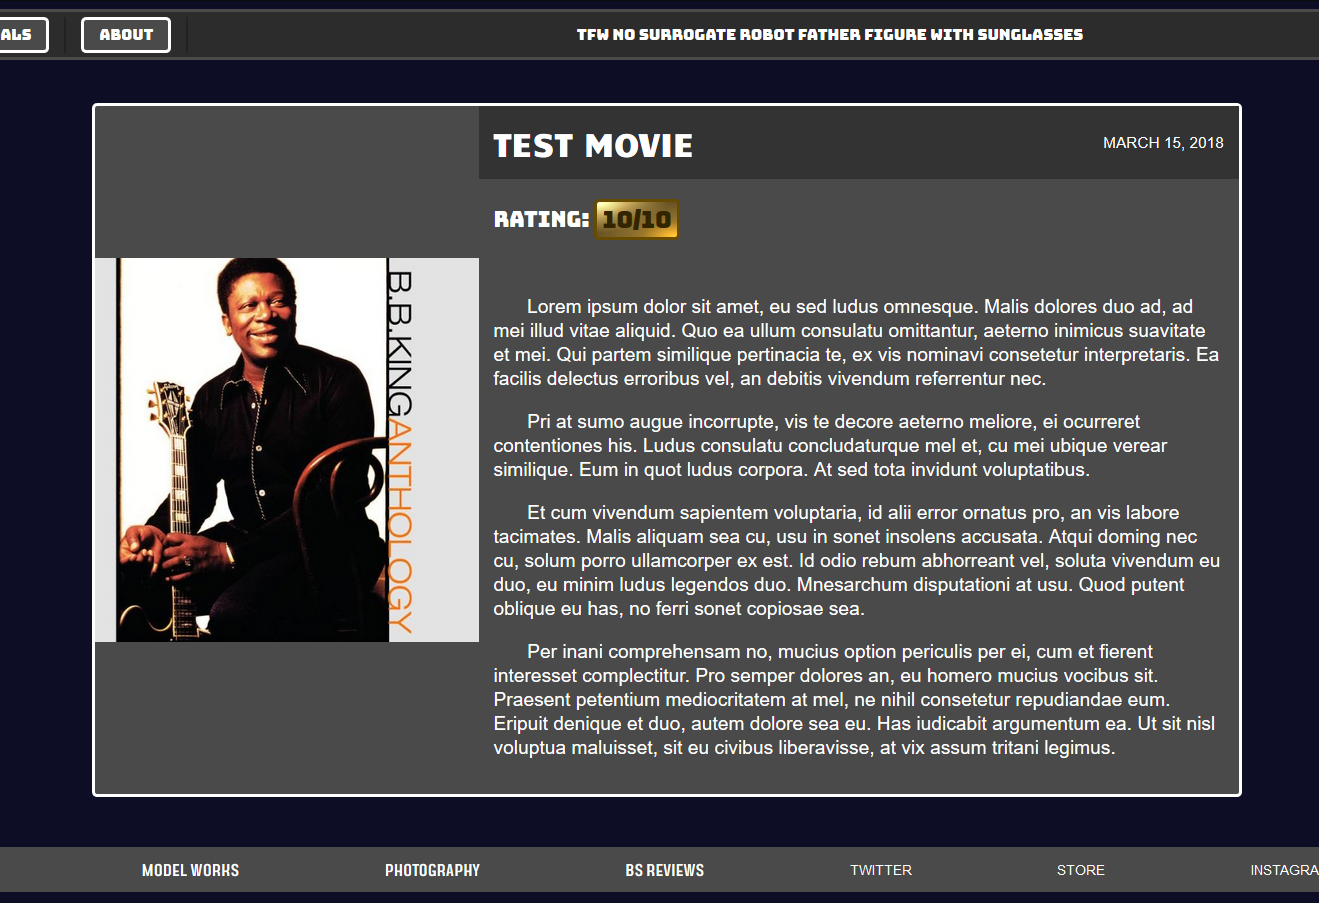 ALS
ABOUT
TFW NO SURROGATE ROBOT FATHER FIGURE WITH SUNGLASSES
TEST MOVIE
MARCH 15, 2018
RATING: 10/10
B.B.KINGANTHOLOGY
Lorem ipsum dolor sit amet, eu sed ludus omnesque. Malis dolores duo ad, ad
mei illud vitae aliquid. Quo ea ullum consulatu omittantur, aeterno inimicus suavitate
et mei. Qui partem similique pertinacia te, ex vis nominavi consetetur interpretaris. Ea
facilis delectus erroribus vel, an debitis vivendum referrentur nec.
Pri at sumo augue incorrupte, vis te decore aeterno meliore, ei ocurreret
contentiones his. Ludus consulatu concludaturque mel et, cu mei ubique verear
similique. Eum in quot ludus corpora. At sed tota invidunt voluptatibus.
Et cum vivendum sapientem voluptaria, id alii error ornatus pro, an vis labore
tacimates. Malis aliquam sea cu, usu in sonet insolens accusata. Atqui doming nec
cu, solum porro ullamcorper ex est. Id odio rebum abhorreant vel, soluta vivendum eu
duo, eu minim ludus legendos duo. Mnesarchum disputationi at usu. Quod putent
oblique eu has, no ferri sonet copiosae sea.
Per inani comprehensam no, mucius option periculis per ei, cum et fierent
interesset complectitur. Pro semper dolores an, eu homero mucius vocibus sit.
Praesent petentium mediocritatem at mel, ne nihil consetetur repudiandae eum.
Eripuit denique et duo, autem dolore sea eu. Has iudicabit argumentum ea. Ut sit nisl
voluptua maluisset, sit eu civibus liberavisse, at vix assum tritani legimus.
MODEL WORKS
PHOTOGRAPHY
BS REVIEWS
TWITTER
STORE
INSTAGRA